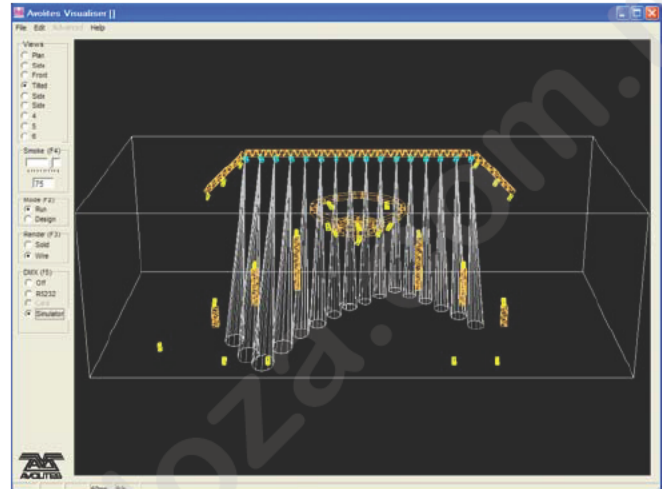 Avolites Visualiser []
File Edit Advanced Help
Views
Plan
Side
Front
Tilted
Side
Side
4
5
6
Smoke (F4)
75
Mode (F2)
Run
Design
Render (F3)
Solid
Wire
DMX (F5)
Off
RS232
Simulator
AVOLITES